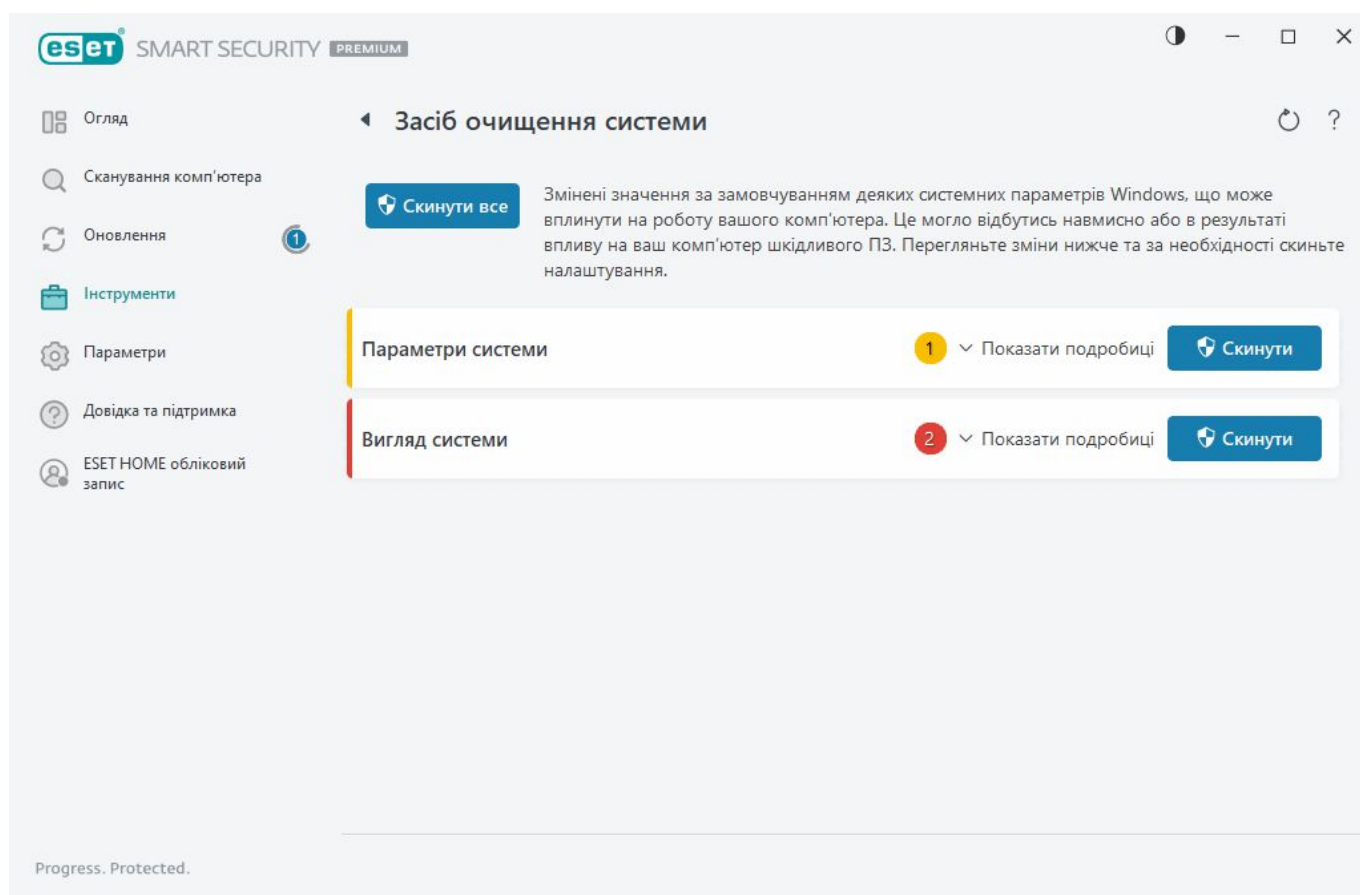 eset® SMART SECURITY PREMIUM
Огляд
Сканування комп'ютера
Оновлення 1
Інструменти
Параметри
Довідка та підтримка
ESET HOME обліковий
запис
Засіб очищення системи ?
Скинути все
Змінені значення за замовчуванням деяких системних параметрів Windows, що може
вплинути на роботу вашого комп'ютера. Це могло відбутись навмисно або в результаті
впливу на ваш комп'ютер шкідливого ПЗ. Перегляньте зміни нижче та за необхідності скиньте
налаштування.
Параметри системи 1 Показати подробиці Скинути
Вигляд системи 2 Показати подробиці Скинути
Progress. Protected.